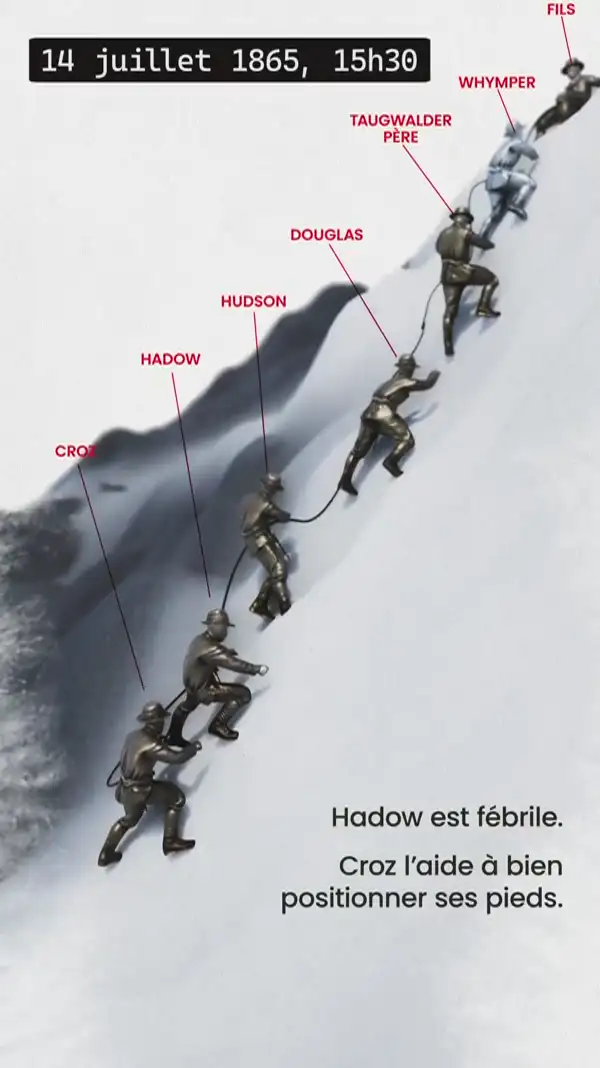 FILS
14 juillet 1865, 15h30
WHYMPER
TAUGWALDER
PÈRE
DOUGLAS
HUDSON
HADOW
CROZ
Hadow est fébrile.
Croz l’aide à bien
positionner ses pieds.